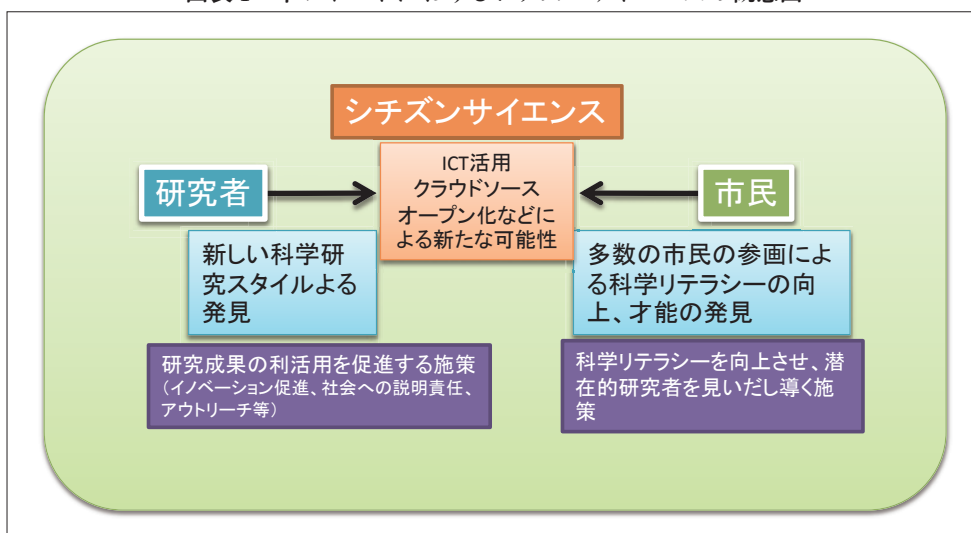 シチズンサイエンス
ICT活用
クラウドソース
オープン化などに
よる新たな可能性
研究者
市民
新しい科学研
究スタイルよる
発見
多数の市民の参画によ
る科学リテラシーの向
上、才能の発見
研究成果の利活用を促進する施策
（イノベーション促進、社会への説明責任、
アウトリーチ等）
科学リテラシーを向上させ、潜
在的研究者を見いだし導く施
策